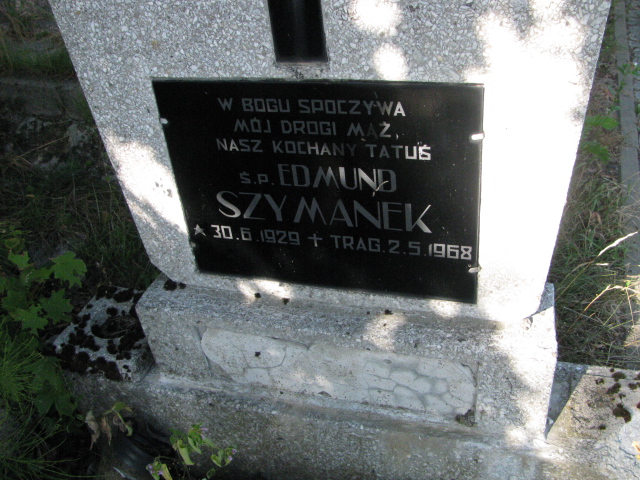 W BOGU SPOCZYWA
MÓJ DROGI MĄŻ,
NASZ KOCHANY TATUŚ
Ś.P. EDMUND
SZYMANEK
* 30.6.1929 + TRAG. 2.5.1968